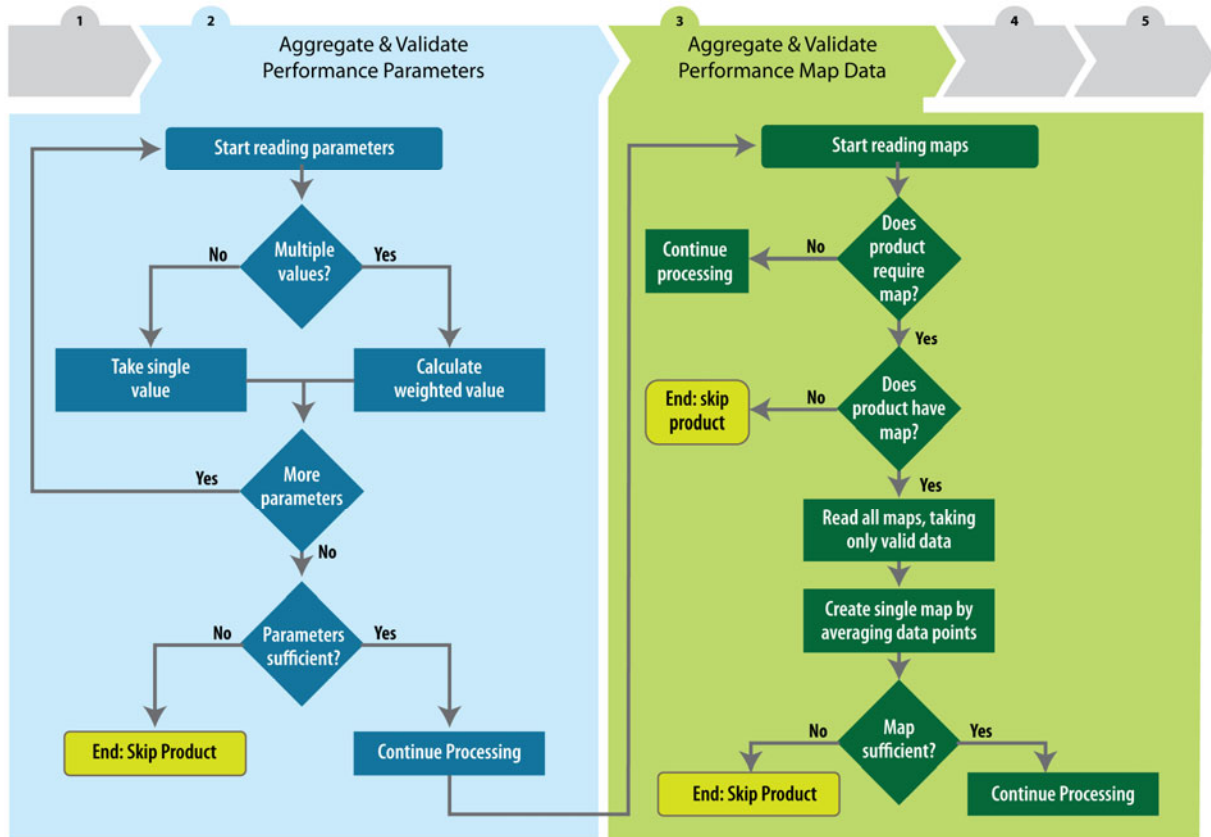 1
2
3
4
5
Aggregate & Validate
Performance Parameters
Aggregate & Validate
Performance Map Data
Start reading parameters
Multiple
values?
No
Yes
Take single
value
Calculate
weighted value
More
parameters
Yes
No
Parameters
sufficient?
No
Yes
End: Skip Product
Continue Processing
Start reading maps
Does
product
require
map?
No
Continue
processing
Yes
Does
product have
map?
No
End: skip
product
Yes
Read all maps, taking
only valid data
Create single map by
averaging data points
Map
sufficient?
No
Yes
End: Skip Product
Continue Processing